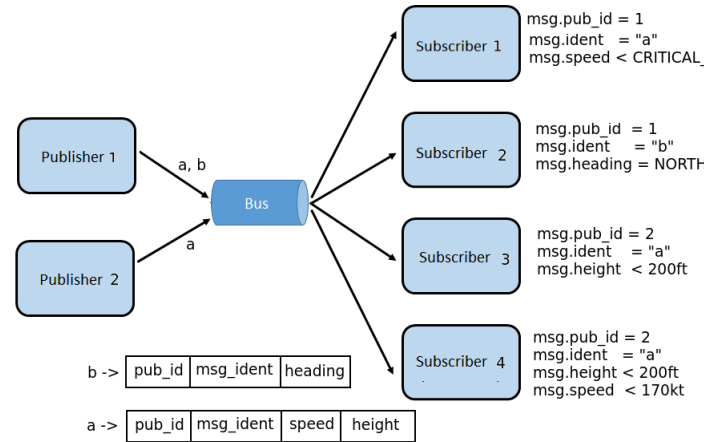 msg.pub_id = 1
msg.ident = "a"
msg.speed < CRITICAL_
Subscriber 1
msg.pub_id = 1
msg.ident = "b"
msg.heading = NORTH
Subscriber 2
Publisher 1
a, b
Bus
a
Publisher 2
msg.pub_id = 2
msg.ident = "a"
msg.height < 200ft
Subscriber 3
msg.pub_id = 2
msg.ident = "a"
msg.height < 200ft
msg.speed < 170kt
Subscriber 4
b -> pub_id msg_ident heading
a -> pub_id msg_ident speed height